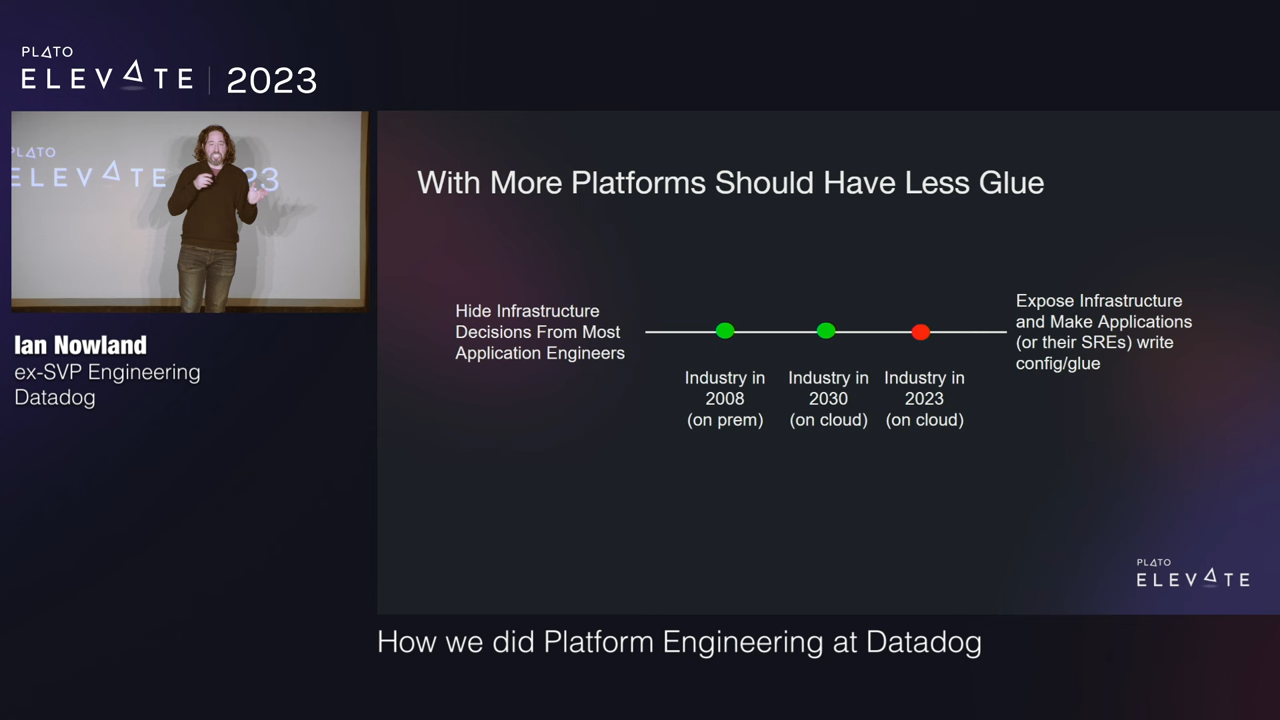 PLATO
ELEVATE | 2023
PLATO
ELEVATE 23
Ian Nowland
ex-SVP Engineering
Datadog
With More Platforms Should Have Less Glue
Hide Infrastructure
Decisions From Most
Application Engineers
Expose Infrastructure
and Make Applications
(or their SREs) write
config/glue
Industry in
2008
(on prem)
Industry in
2030
(on cloud)
Industry in
2023
(on cloud)
PLATO
ELEVATE
How we did Platform Engineering at Datadog